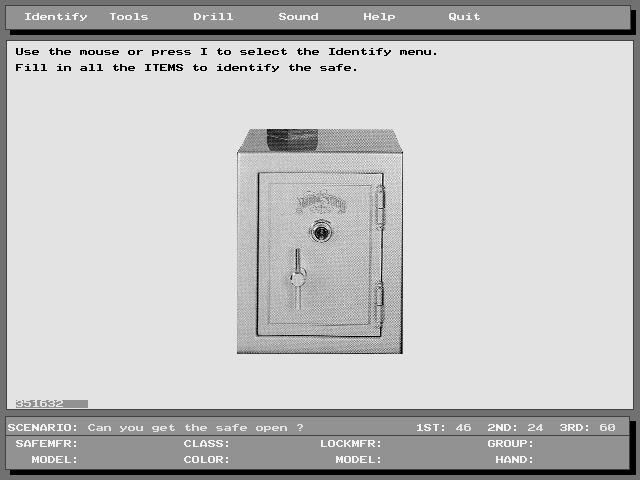 Identify Tools Drill Sound Help Quit
Use the mouse or press I to select the Identify menu.
Fill in all the ITEMS to identify the safe.
351632
SCENARIO: Can you get the safe open ? 1ST: 46 2ND: 24 3RD: 60
SAFEMFR: CLASS: LOCKMFR: GROUP:
MODEL: COLOR: MODEL: HAND: